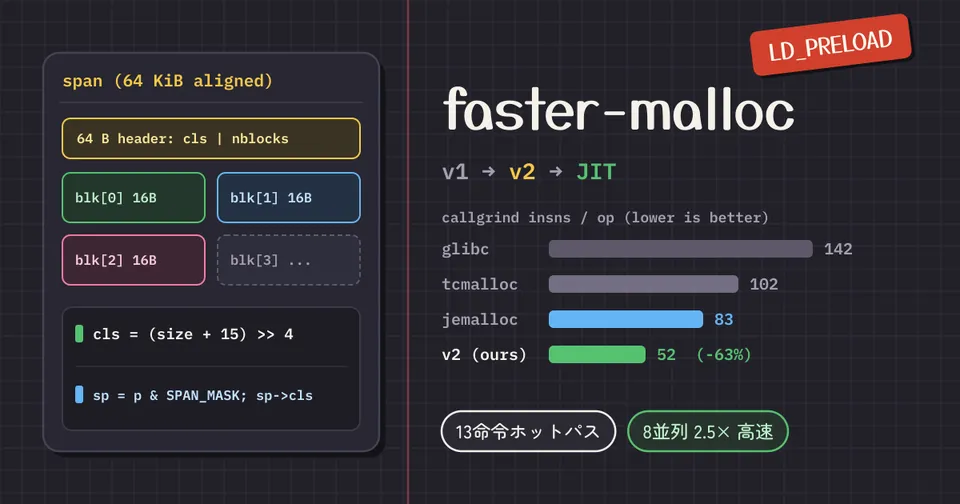 span (64 KiB aligned)
64 B header: cls | nblocks
blk[0] 16B
blk[1] 16B
blk[2] 16B
blk[3] ...
cls = (size + 15) >> 4
sp = p & SPAN_MASK; sp->cls
LD_PRELOAD
faster-malloc
v1 → v2 → JIT
callgrind insns / op (lower is better)
glibc 142
tcmalloc 102
jemalloc 83
v2 (ours) 52 (-63%)
13命令ホットパス
8並列 2.5× 高速